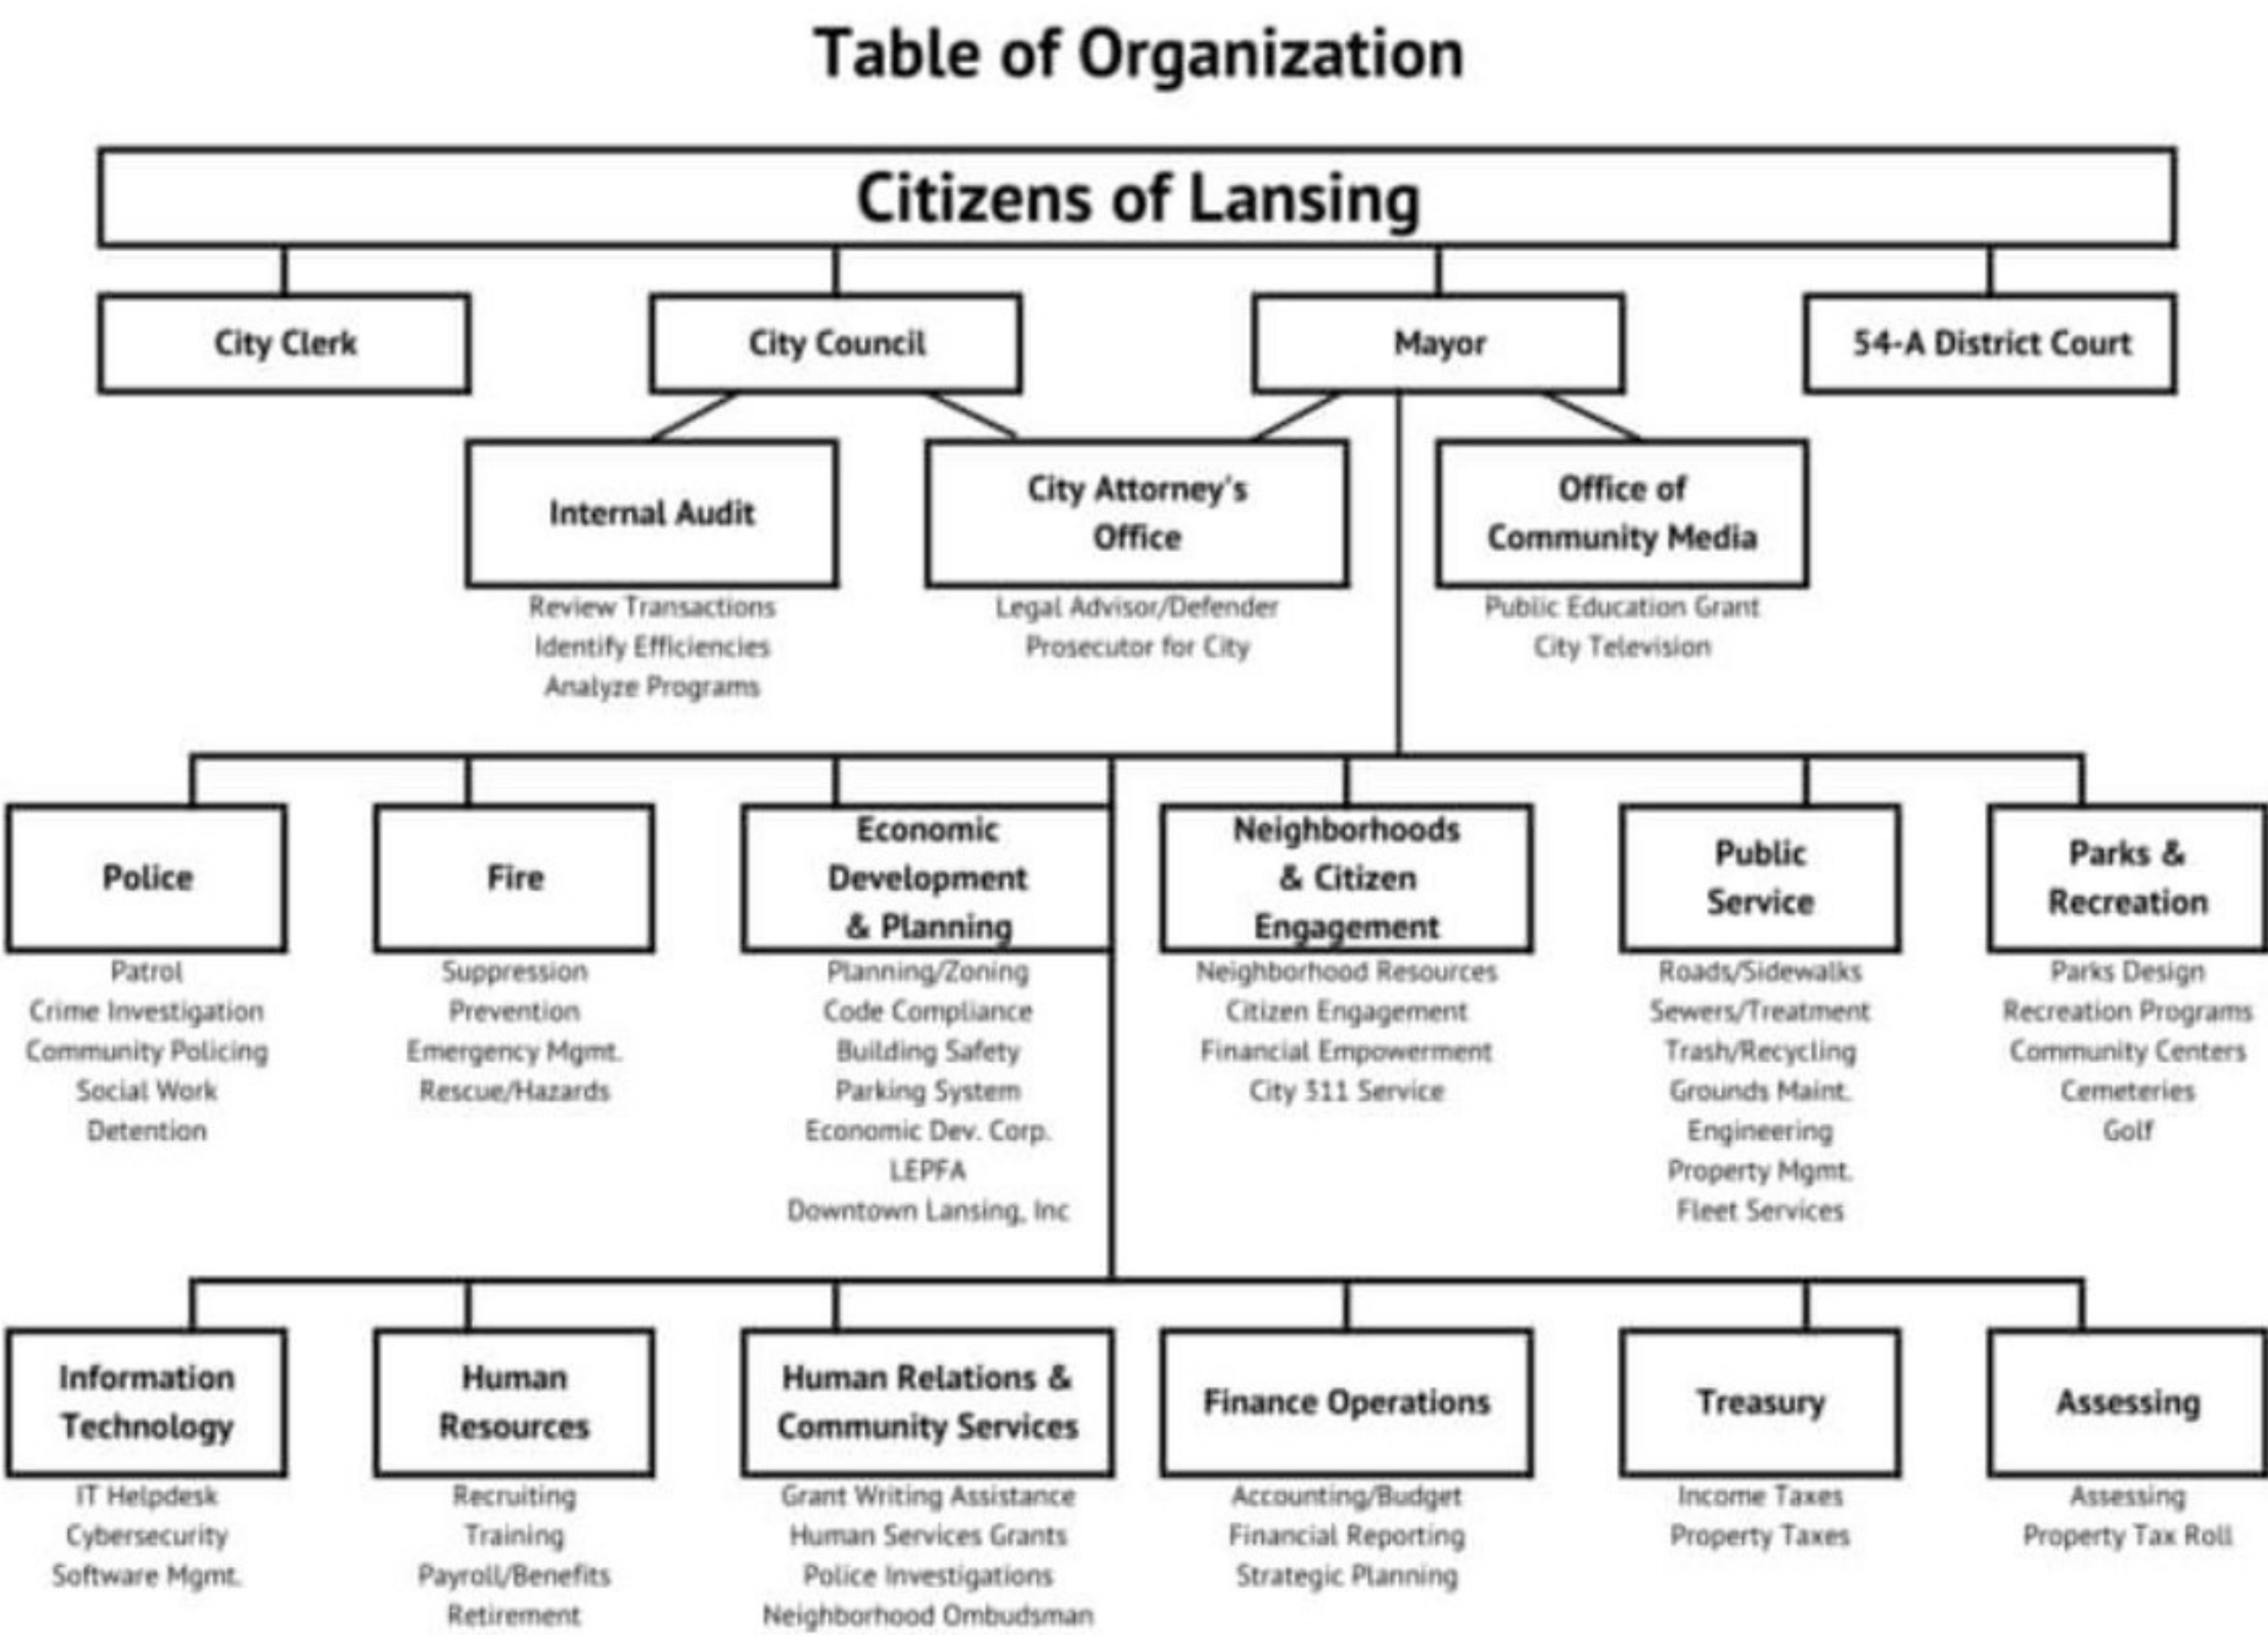 Table of Organization
Citizens of Lansing
City Clerk
City Council
Mayor
54-A District Court
Internal Audit
Review Transactions
Identify Efficiencies
Analyze Programs
City Attorney's
Office
Legal Advisor/Defender
Prosecutor for City
Office of
Community Media
Public Education Grant
City Television
Police
Patrol
Crime Investigation
Community Policing
Social Work
Detention
Fire
Suppression
Prevention
Emergency Mgmt.
Rescue/Hazards
Economic
Development
& Planning
Planning/Zoning
Code Compliance
Building Safety
Parking System
Economic Dev. Corp.
LEPFA
Downtown Lansing, Inc
Neighborhoods
& Citizen
Engagement
Neighborhood Resources
Citizen Engagement
Financial Empowerment
City 311 Service
Public
Service
Roads/Sidewalks
Sewers/Treatment
Trash/Recycling
Grounds Maint.
Engineering
Property Mgmt.
Fleet Services
Parks &
Recreation
Parks Design
Recreation Programs
Community Centers
Cemeteries
Golf
Information
Technology
IT Helpdesk
Cybersecurity
Software Mgmt.
Human
Resources
Recruiting
Training
Payroll/Benefits
Retirement
Human Relations &
Community Services
Grant Writing Assistance
Human Services Grants
Police Investigations
Neighborhood Ombudsman
Finance Operations
Accounting/Budget
Financial Reporting
Strategic Planning
Treasury
Income Taxes
Property Taxes
Assessing
Assessing
Property Tax Roll